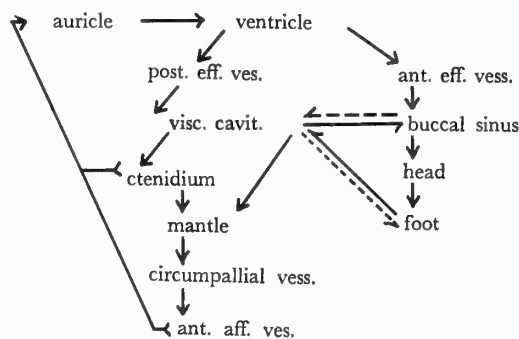 auricle ventricle
post. eff. ves. ant. eff. vess.
visc. cavit. buccal sinus
ctenidium head
mantle foot
circumpallial vess.
ant. aff. ves.